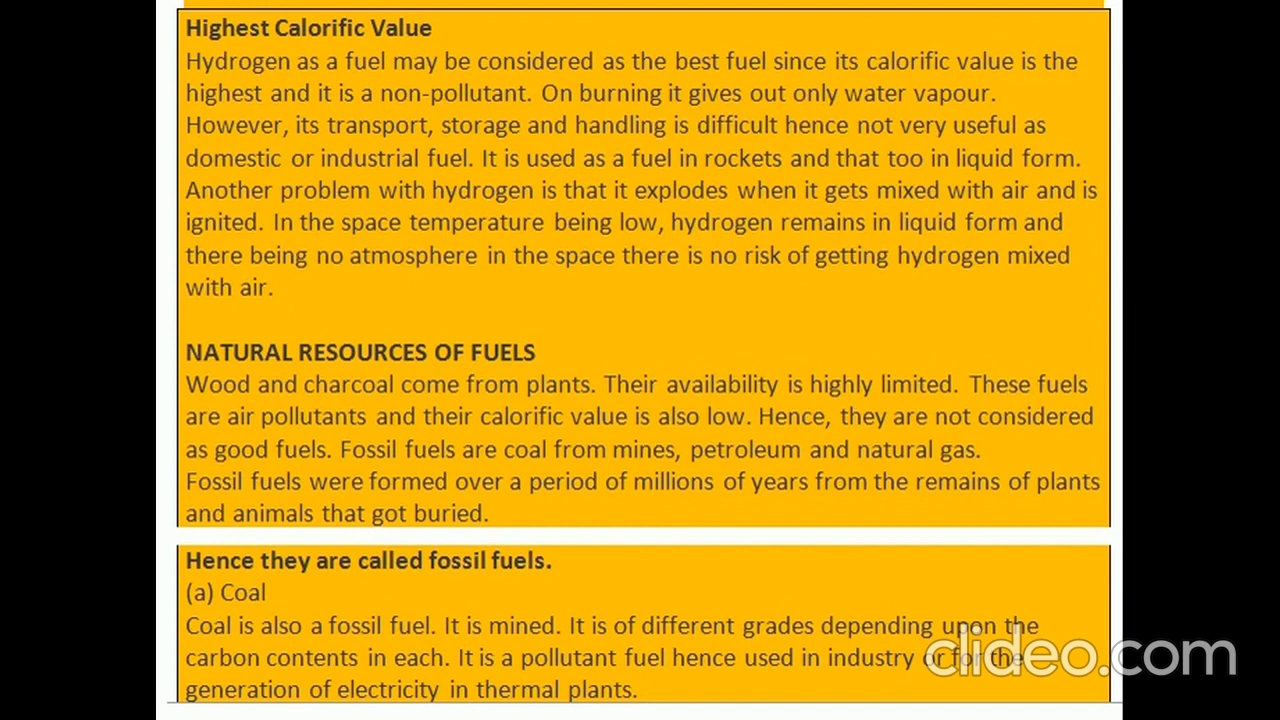 Highest Calorific Value
Hydrogen as a fuel may be considered as the best fuel since its calorific value is the
highest and it is a non-pollutant. On burning it gives out only water vapour.
However, its transport, storage and handling is difficult hence not very useful as
domestic or industrial fuel. It is used as a fuel in rockets and that too in liquid form.
Another problem with hydrogen is that it explodes when it gets mixed with air and is
ignited. In the space temperature being low, hydrogen remains in liquid form and
there being no atmosphere in the space there is no risk of getting hydrogen mixed
with air.
NATURAL RESOURCES OF FUELS
Wood and charcoal come from plants. Their availability is highly limited. These fuels
are air pollutants and their calorific value is also low. Hence, they are not considered
as good fuels. Fossil fuels are coal from mines, petroleum and natural gas.
Fossil fuels were formed over a period of millions of years from the remains of plants
and animals that got buried.
Hence they are called fossil fuels.
(a) Coal
Coal is also a fossil fuel. It is mined. It is of different grades depending upon the
carbon contents in each. It is a pollutant fuel hence used in industry or for the
generation of electricity in thermal plants.
clideo.com